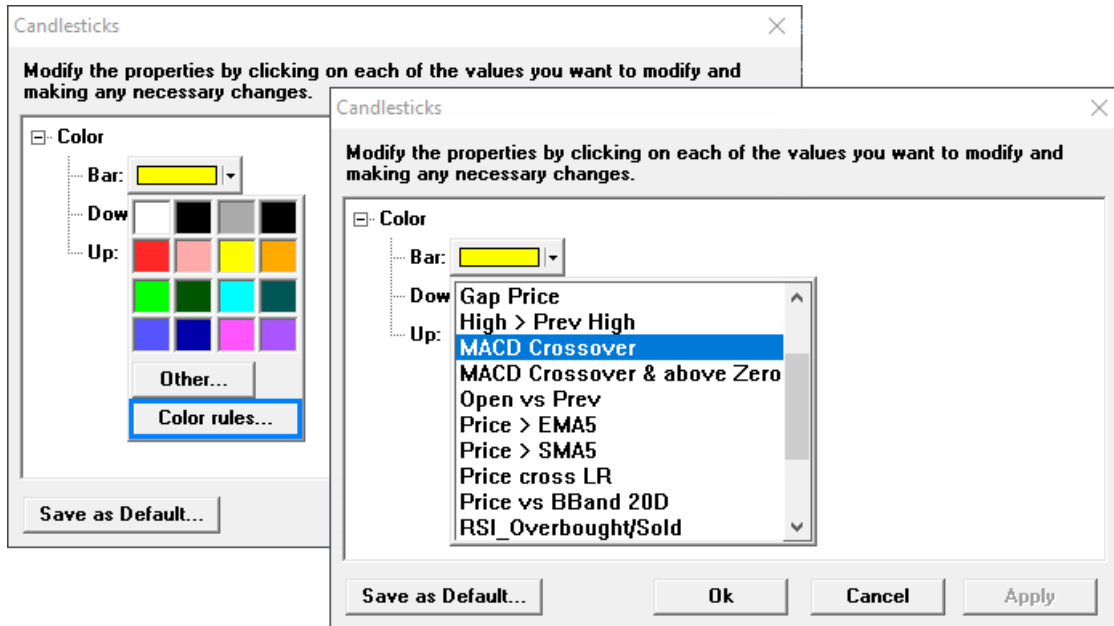 Candlesticks
Modify the properties by clicking on each of the values you want to modify and
making any necessary changes.
Color
Bar:
Dow
Up:
Other...
Color rules...
Save as Default...
Candlesticks
Modify the properties by clicking on each of the values you want to modify and
making any necessary changes.
Color
Bar:
Dow
Up:
Gap Price
High > Prev High
MACD Crossover
MACD Crossover & above Zero
Open vs Prev
Price > EMA5
Price > SMA5
Price cross LR
Price vs BBand 20D
RSI_Overbought/Sold
Save as Default...
Ok
Cancel
Apply